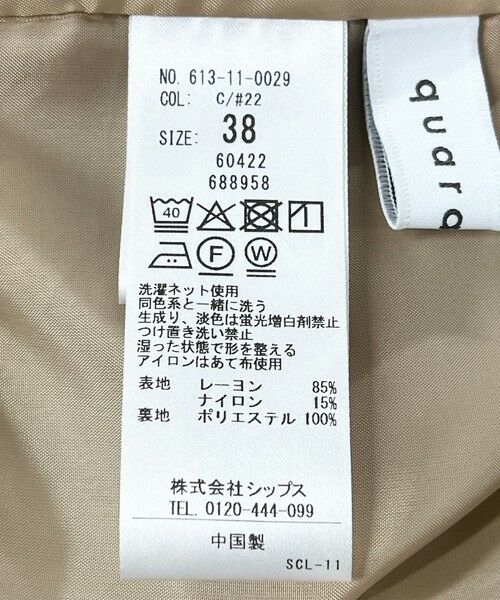 NO. 613-11-0029
COL: C/#22
SIZE: 38
60422
688958
40
F
W
洗濯ネット使用
同色系と一緒に洗う
生成り、淡色は蛍光増白剤禁止
つけ置き洗い禁止
湿った状態で形を整える
アイロンはあて布使用
表地 レーヨン 85%
ナイロン 15%
裏地 ポリエステル 100%
株式会社シップス
TEL. 0120-444-099
中国製
SCL-11
quar